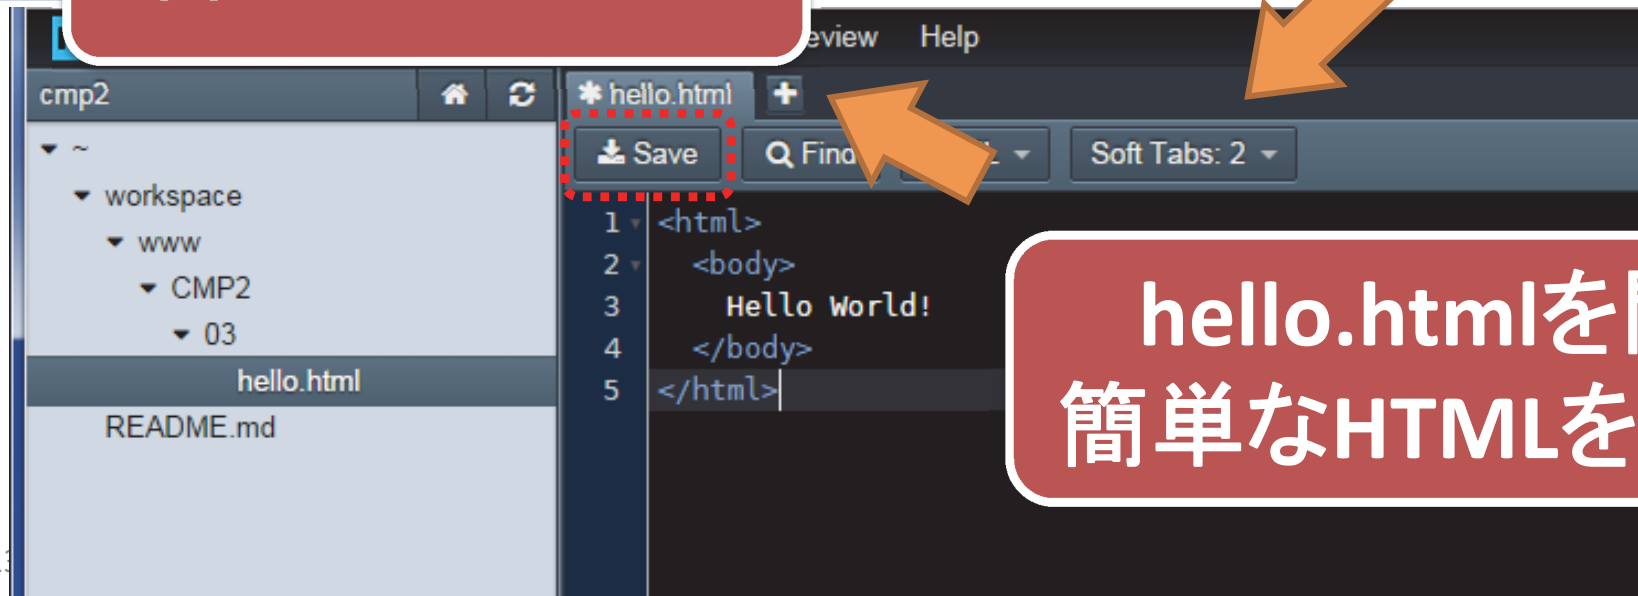 Help
cmp2
hello.html
Save
Find
Soft Tabs: 2
~
workspace
www
CMP2
03
hello.html
README.md
1 <html>
2 <body>
3 Hello World!
4 </body>
5 </html>
hello.htmlを
簡単なHTMLを